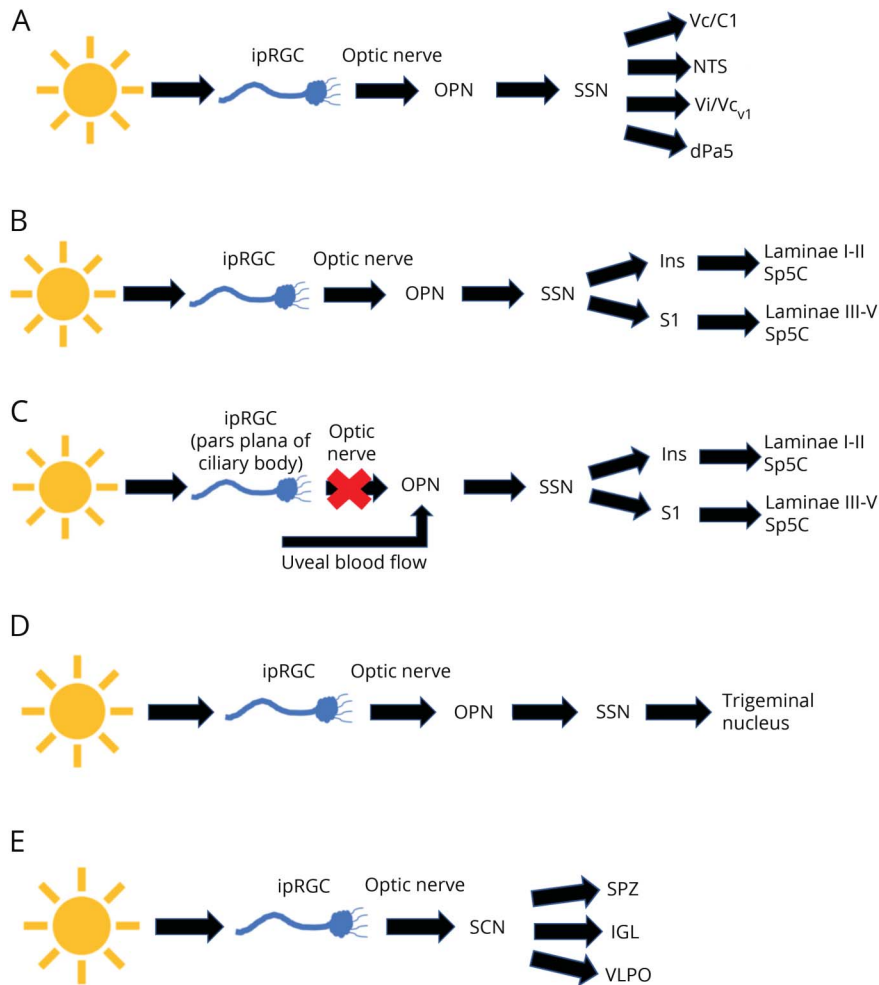 A
ipRGC
Optic nerve
OPN
SSN
Vc/C1
NTS
Vi/Vcv1
dPa5
B
ipRGC
Optic nerve
OPN
SSN
Ins
Laminae I-II
Sp5C
S1
Laminae III-V
Sp5C
C
ipRGC
(pars plana of
ciliary body)
Optic
nerve
OPN
Uveal blood flow
SSN
Ins
Laminae I-II
Sp5C
S1
Laminae III-V
Sp5C
D
ipRGC
Optic nerve
OPN
SSN
Trigeminal
nucleus
E
ipRGC
Optic nerve
SCN
SPZ
IGL
VLPO